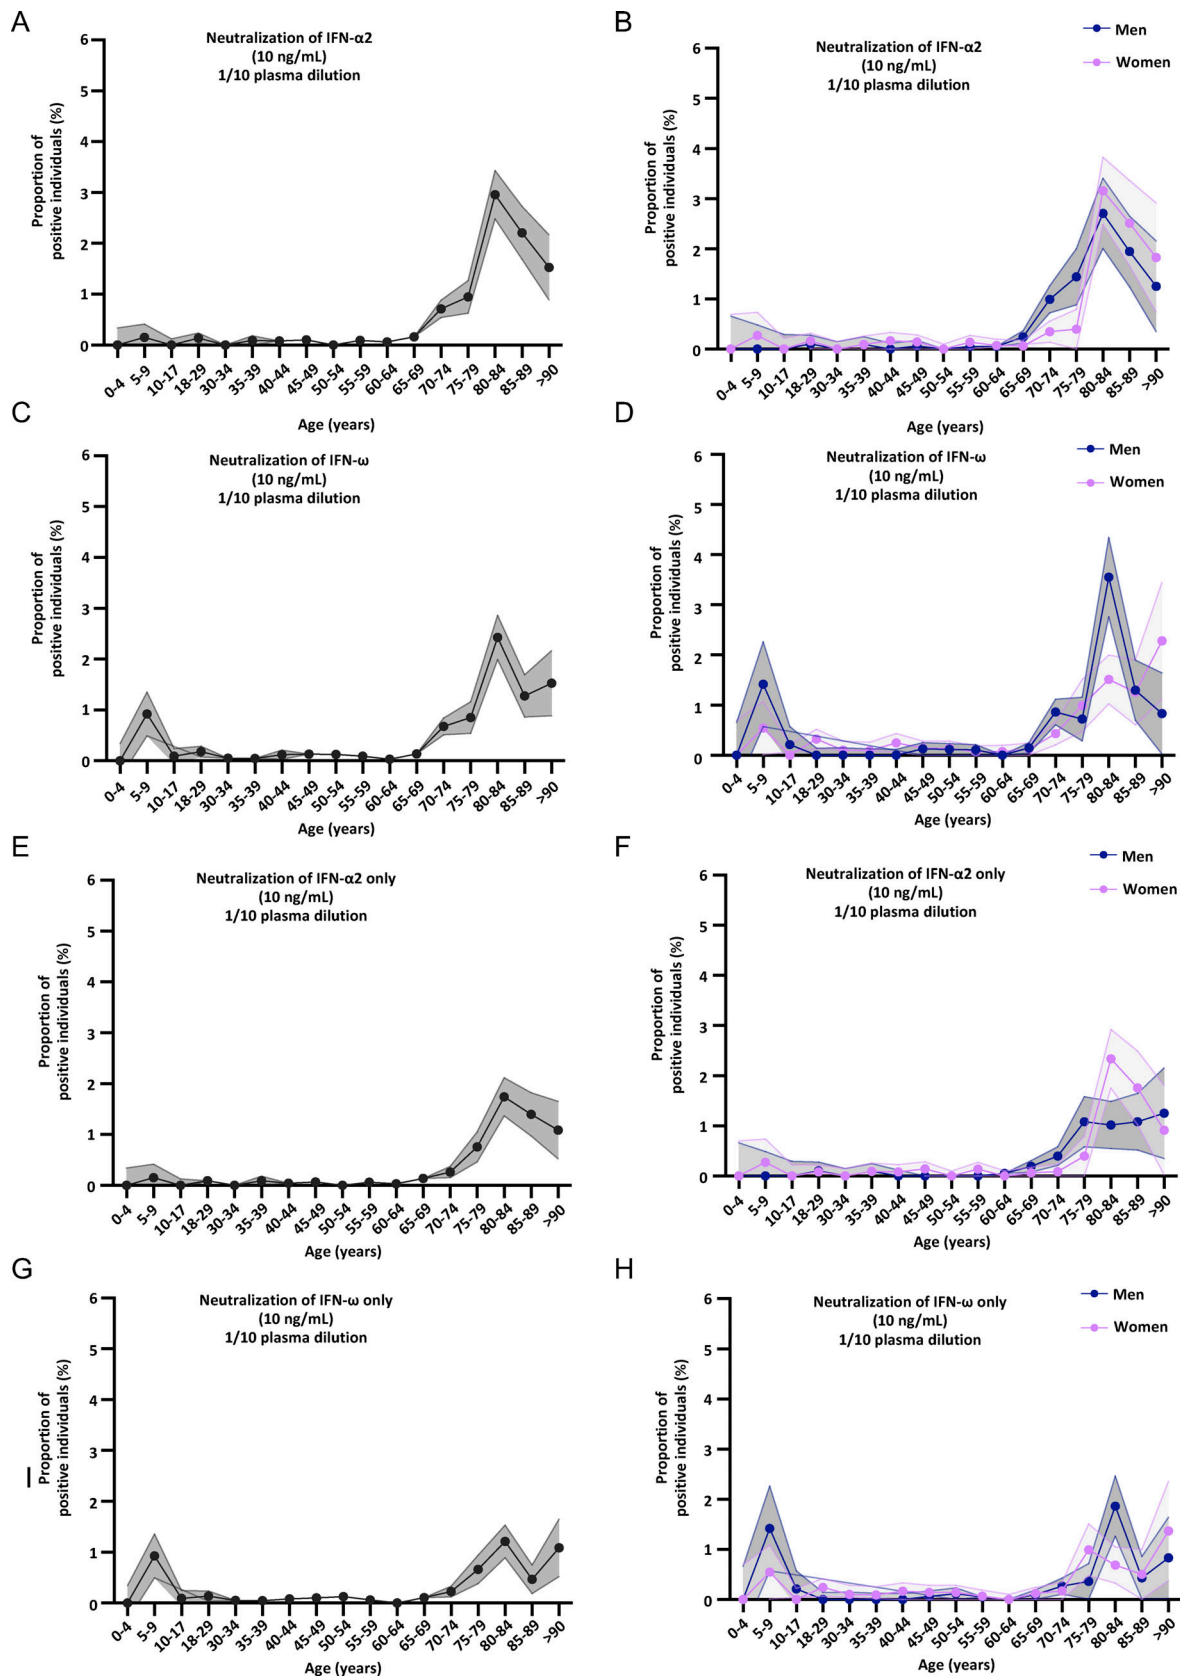 A
Neutralization of IFN-α2
(10 ng/mL)
1/10 plasma dilution
Proportion of
positive individuals (%)
6
5
4
3
2
1
0
0-4 5-9 10-17 18-29 30-34 35-39 40-44 45-49 50-54 55-59 60-64 65-69 70-74 75-79 80-84 85-89 >90
Age (years)
B
Neutralization of IFN-α2
(10 ng/mL)
1/10 plasma dilution
Men
Women
Proportion of
positive individuals (%)
6
5
4
3
2
1
0
0-4 5-9 10-17 18-29 30-34 35-39 40-44 45-49 50-54 55-59 60-64 65-69 70-74 75-79 80-84 85-89 >90
Age (years)
C
Neutralization of IFN-ω
(10 ng/mL)
1/10 plasma dilution
Proportion of
positive individuals (%)
6
5
4
3
2
1
0
0-4 5-9 10-17 18-29 30-34 35-39 40-44 45-49 50-54 55-59 60-64 65-69 70-74 75-79 80-84 85-89 >90
Age (years)
D
Neutralization of IFN-ω
(10 ng/mL)
1/10 plasma dilution
Men
Women
Proportion of
positive individuals (%)
6
5
4
3
2
1
0
0-4 5-9 10-17 18-29 30-34 35-39 40-44 45-49 50-54 55-59 60-64 65-69 70-74 75-79 80-84 85-89 >90
Age (years)
E
Neutralization of IFN-α2 only
(10 ng/mL)
1/10 plasma dilution
Proportion of
positive individuals (%)
6
5
4
3
2
1
0
0-4 5-9 10-17 18-29 30-34 35-39 40-44 45-49 50-54 55-59 60-64 65-69 70-74 75-79 80-84 85-89 >90
Age (years)
F
Neutralization of IFN-α2 only
(10 ng/mL)
1/10 plasma dilution
Men
Women
Proportion of
positive individuals (%)
6
5
4
3
2
1
0
0-4 5-9 10-17 18-29 30-34 35-39 40-44 45-49 50-54 55-59 60-64 65-69 70-74 75-79 80-84 85-89 >90
Age (years)
G
Neutralization of IFN-ω only
(10 ng/mL)
1/10 plasma dilution
Proportion of
positive individuals (%)
6
5
4
3
2
1
0
0-4 5-9 10-17 18-29 30-34 35-39 40-44 45-49 50-54 55-59 60-64 65-69 70-74 75-79 80-84 85-89 >90
Age (years)
H
Neutralization of IFN-ω only
(10 ng/mL)
1/10 plasma dilution
Men
Women
Proportion of
positive individuals (%)
6
5
4
3
2
1
0
0-4 5-9 10-17 18-29 30-34 35-39 40-44 45-49 50-54 55-59 60-64 65-69 70-74 75-79 80-84 85-89 >90
Age (years)